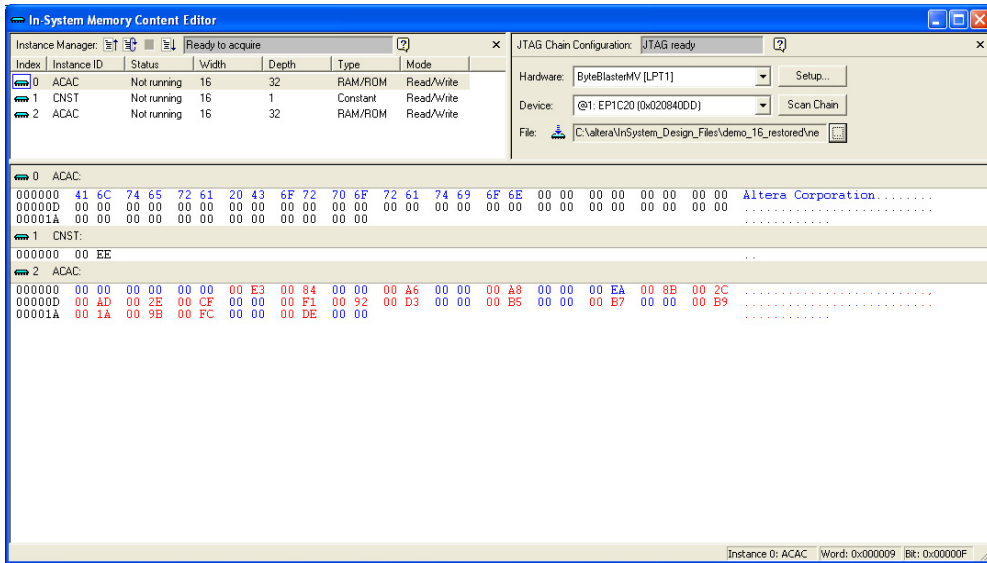 In-System Memory Content Editor
Instance Manager: Ready to acquire
Index Instance ID Status Width Depth Type Mode
0 ACAC Not running 16 32 RAM/ROM Read/Write
1 CNST Not running 16 1 Constant Read/Write
2 ACAC Not running 16 32 RAM/ROM Read/Write
JTAG Chain Configuration: JTAG ready
Hardware: ByteBlasterMV [LPT1] Setup...
Device: @1: EP1C20 (0x020840DD) Scan Chain
File: C:\altera\InSystem_Design_Files\demo_16_restored\ne ...
0 ACAC:
000000 41 6C 74 65 72 61 20 43 6F 72 70 6F 72 61 74 69 6F 6E 00 00 00 00 00 00 00 00 Altera Corporation........
00000D 00 00 00 00 00 00 00 00 00 00 00 00 00 00 00 00 00 00 00 00 00 00 00 00 00 00 ..........................
00001A 00 00 00 00 00 00 00 00 00 00 00 00 ............
1 CNST:
000000 00 EE ..
2 ACAC:
000000 00 00 00 00 00 00 00 E3 00 84 00 00 00 A6 00 00 00 A8 00 00 00 EA 00 8B 00 2C .........................,
00000D 00 AD 00 2E 00 CF 00 00 00 F1 00 92 00 D3 00 00 00 B5 00 00 00 B7 00 00 00 B9 ..........................
00001A 00 1A 00 9B 00 FC 00 00 00 DE 00 00 ............
Instance 0: ACAC Word: 0x000009 Bit: 0x00000F